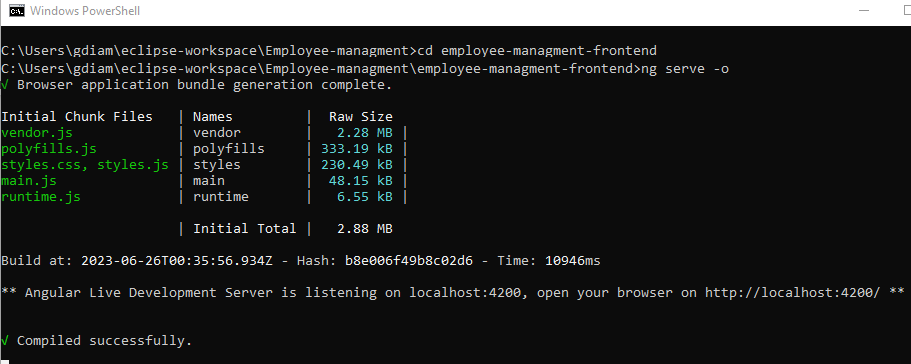 Windows PowerShell
C:\Users\gdiam\eclipse-workspace\Employee-managment>cd employee-managment-frontend
C:\Users\gdiam\eclipse-workspace\Employee-managment\employee-managment-frontend>ng serve -o
√ Browser application bundle generation complete.
Initial Chunk Files   | Names         |  Raw Size
vendor.js             | vendor        |   2.28 MB |
polyfills.js          | polyfills     | 333.19 kB |
styles.css, styles.js | styles        | 230.49 kB |
main.js               | main          |  48.15 kB |
runtime.js            | runtime       |   6.55 kB |
                      | Initial Total |   2.88 MB
Build at: 2023-06-26T00:35:56.934Z - Hash: b8e006f49b8c02d6 - Time: 10946ms
** Angular Live Development Server is listening on localhost:4200, open your browser on http://localhost:4200/ **
√ Compiled successfully.